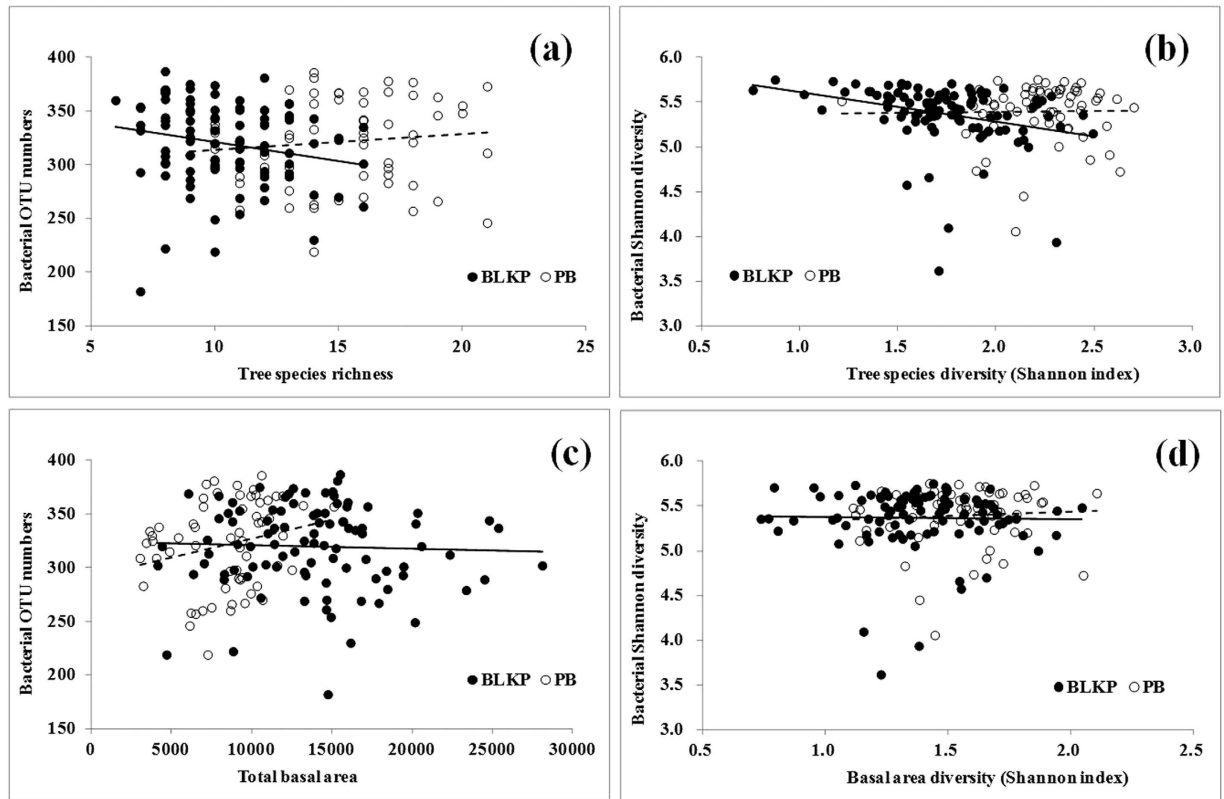 (a)
Bacterial OTU numbers
400
350
300
250
200
150
BLKP PB
5 10 15 20 25
Tree species richness
(b)
Bacterial Shannon diversity
6.0
5.5
5.0
4.5
4.0
3.5
3.0
BLKP PB
0.5 1.0 1.5 2.0 2.5 3.0
Tree species diversity (Shannon index)
(c)
Bacterial OTU numbers
400
350
300
250
200
150
BLKP PB
0 5000 10000 15000 20000 25000 30000
Total basal area
(d)
Bacterial Shannon diversity
6.0
5.5
5.0
4.5
4.0
3.5
3.0
BLKP PB
0.5 1.0 1.5 2.0 2.5
Basal area diversity (Shannon index)